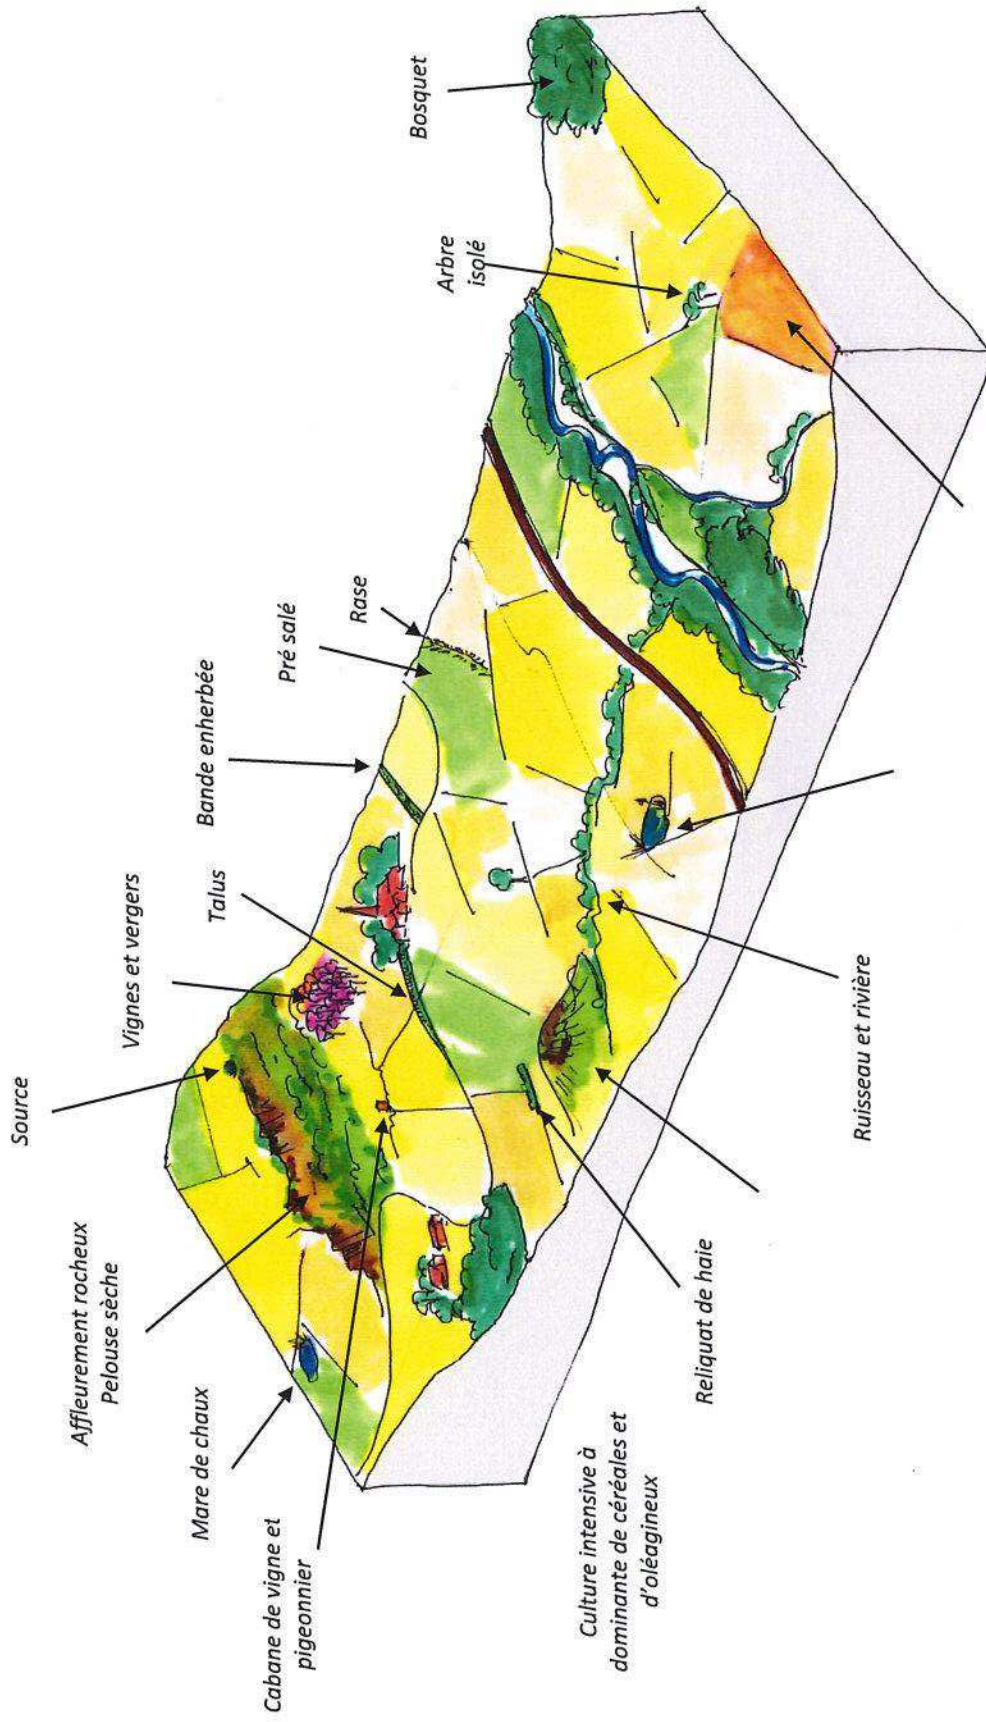 Source
Vignes et vergers
Bande enherbée
Affleurement rocheux
Pelouse sèche
Talus
Pré salé
Rase
Arbre
isolé
Bosquet
Mare de chaux
Cabane de vigne et
pigeonnier
Culture intensive à
dominante de céréales et
d'oléagineux
Reliquat de haie
Ruisseau et rivière